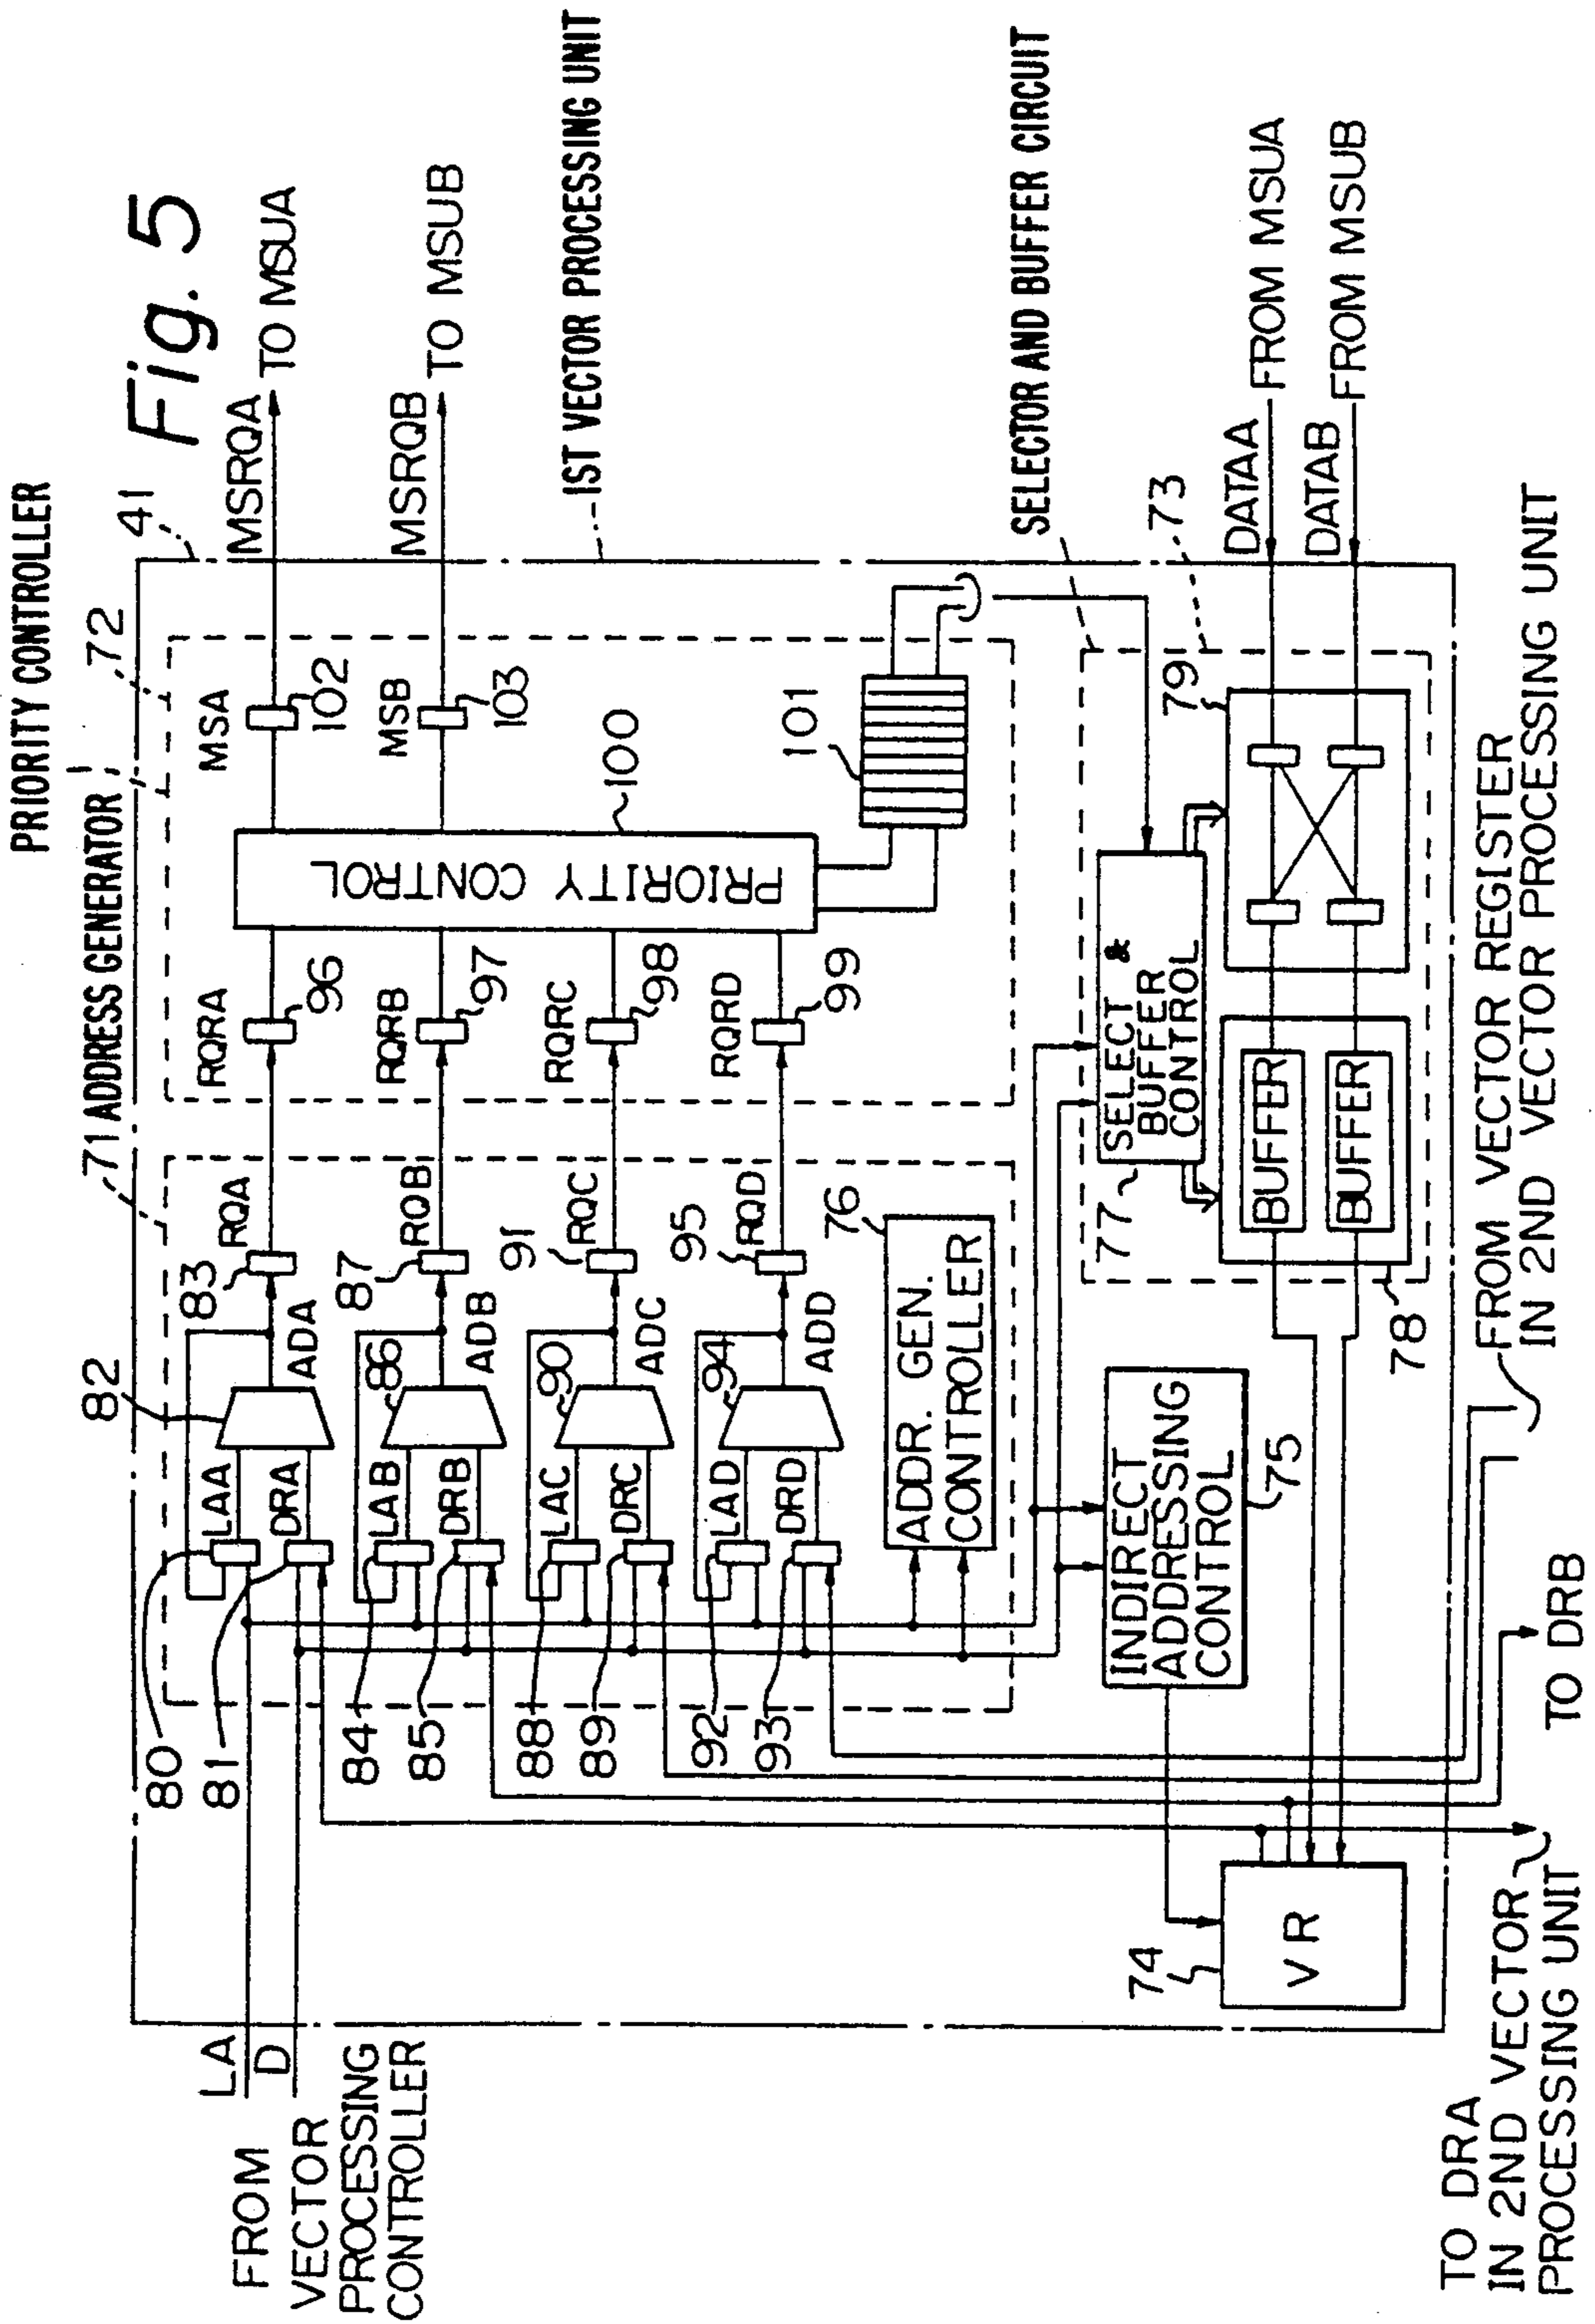 Fig. 5
PRIORITY CONTROLLER
71 ADDRESS GENERATOR
72
41
MSRQA
TO MSUA
MSRQB
TO MSUB
1ST VECTOR PROCESSING UNIT
SELECTOR AND BUFFER CIRCUIT
LA
D
FROM
VECTOR
PROCESSING
CONTROLLER
80
81
82
83
LAA
DRA
ADA
RQA
RQRA
96
MSA
102
84
85
86
87
LAB
DRB
ADB
RQB
RQRB
97
MSB
103
88
89
90
91
LAC
DRC
ADC
RQC
RQRC
98
PRIORITY CONTROL
100
92
93
94
95
LAD
DRD
ADD
RQD
RQRD
99
101
76
ADDR. GEN.
CONTROLLER
INDIRECT
ADDRESSING
CONTROL
75
77
SELECT &
BUFFER
CONTROL
73
79
DATAA
FROM MSUA
DATAB
FROM MSUB
BUFFER
BUFFER
78
74
VR
FROM VECTOR REGISTER
IN 2ND VECTOR PROCESSING UNIT
TO DRB
TO DRA
IN 2ND VECTOR
PROCESSING UNIT